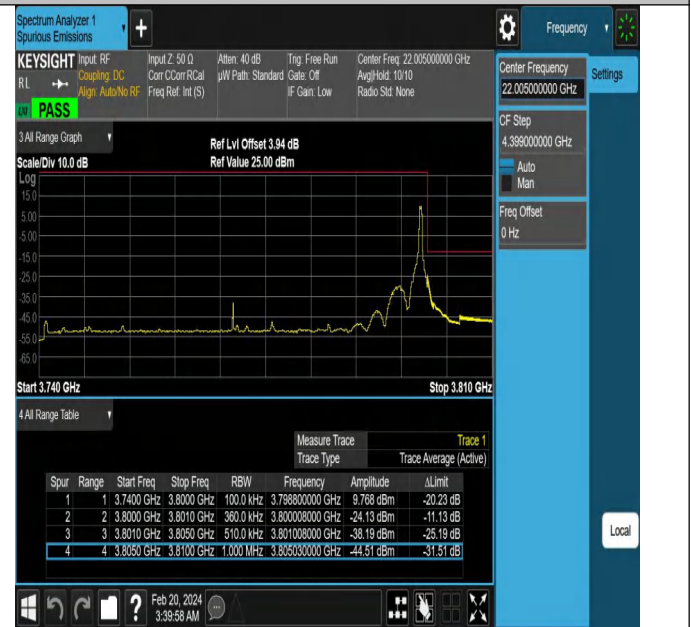 Spectrum Analyzer 1
Spurious Emissions
Frequency
KEYSIGHT Input: RF Input Z: 50 Ω Atten: 40 dB Trig: Free Run Center Freq: 22.005000000 GHz
RL Coupling: DC Corr CCorr RCal µW Path: Standard Gate: Off Avg|Hold: 10/10
Align: Auto/No RF Freq Ref: Int (S) IF Gain: Low Radio Std: None
PASS
Center Frequency
22.005000000 GHz
Settings
CF Step
4.399000000 GHz
Auto
Man
Freq Offset
0 Hz
3 All Range Graph
Ref Lvl Offset 3.94 dB
Scale/Div 10.0 dB Ref Value 25.00 dBm
Log
15.0
5.00
-5.00
-15.0
-25.0
-35.0
-45.0
-55.0
-65.0
Start 3.740 GHz Stop 3.810 GHz
4 All Range Table
Measure Trace Trace 1
Trace Type Trace Average (Active)
Spur Range Start Freq Stop Freq RBW Frequency Amplitude ΔLimit
1 1 3.7400 GHz 3.8000 GHz 100.0 kHz 3.798800000 GHz 9.768 dBm -20.23 dB
2 2 3.8000 GHz 3.8010 GHz 360.0 kHz 3.800008000 GHz -24.13 dBm -11.13 dB
3 3 3.8010 GHz 3.8050 GHz 510.0 kHz 3.801008000 GHz -38.19 dBm -25.19 dB
4 4 3.8050 GHz 3.8100 GHz 1.000 MHz 3.805030000 GHz -44.51 dBm -31.51 dB
Local
Feb 20, 2024
3:39:58 AM